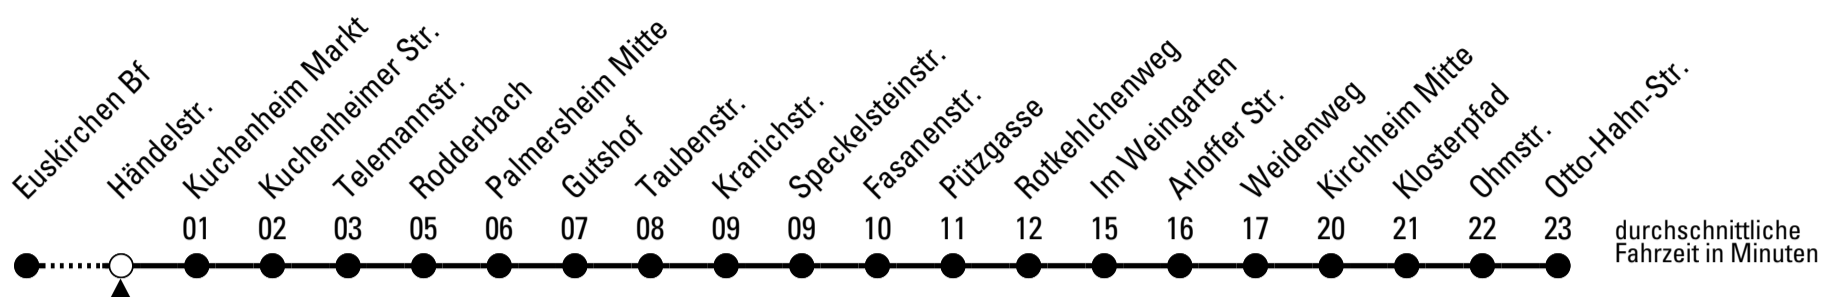 Euskirchen Bf
Händelstr.
Kuchenheim Markt
Kuchenheimer Str.
Telemannstr.
Rodderbach
Palmersheim Mitte
Gutshof
Taubenstr.
Kranichstr.
Speckelsteinstr.
Fasanenstr.
Pützgasse
Rotkehlchenweg
Im Weingarten
Arloffer Str.
Weidenweg
Kirchheim Mitte
Klosterpfad
Ohmstr.
Otto-Hahn-Str.
01 02 03 05 06 07 08 09 09 10 11 12 15 16 17 20 21 22 23
durchschnittliche
Fahrzeit in Minuten